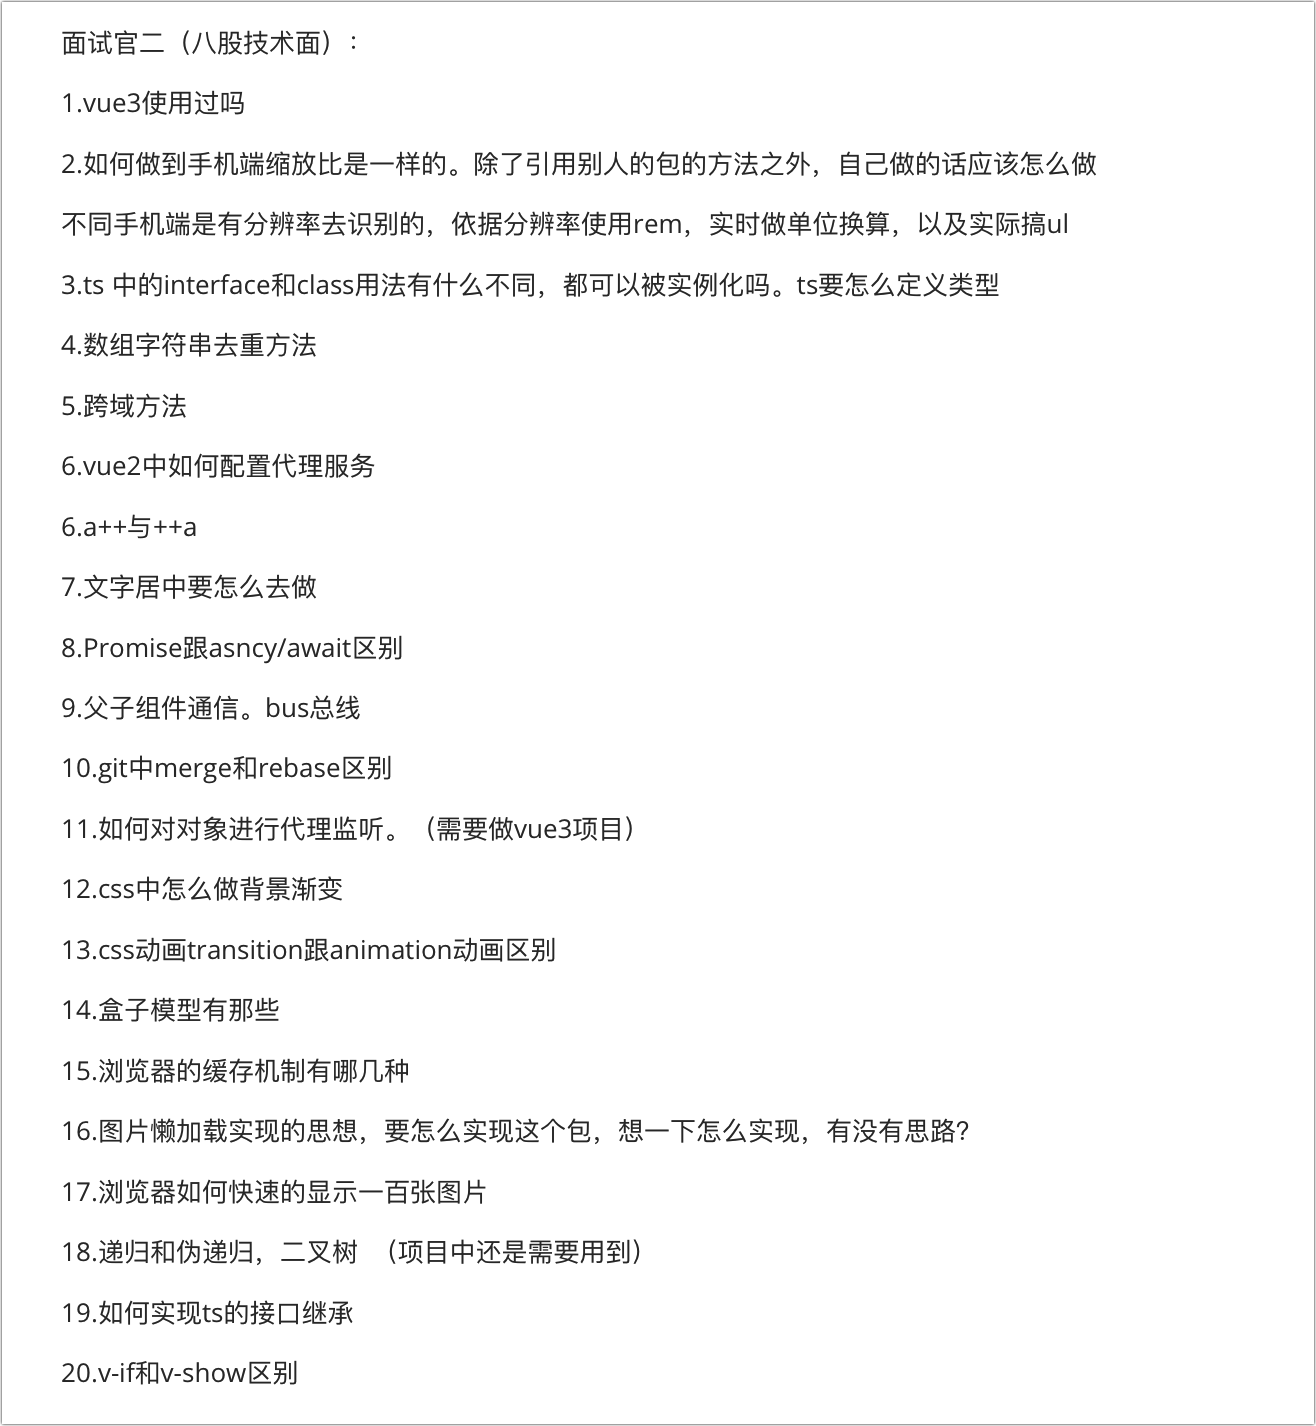 面试官二（八股技术面）：
1.vue3使用过吗
2.如何做到手机端缩放比是一样的。除了引用别人的包的方法之外，自己做的话应该怎么做
不同手机端是有分辨率去识别的，依据分辨率使用rem，实时做单位换算，以及实际搞ul
3.ts 中的interface和class用法有什么不同，都可以被实例化吗。ts要怎么定义类型
4.数组字符串去重方法
5.跨域方法
6.vue2中如何配置代理服务
6.a++与++a
7.文字居中要怎么去做
8.Promise跟asncy/await区别
9.父子组件通信。bus总线
10.git中merge和rebase区别
11.如何对对象进行代理监听。（需要做vue3项目）
12.css中怎么做背景渐变
13.css动画transition跟animation动画区别
14.盒子模型有那些
15.浏览器的缓存机制有哪几种
16.图片懒加载实现的思想，要怎么实现这个包，想一下怎么实现，有没有思路？
17.浏览器如何快速的显示一百张图片
18.递归和伪递归，二叉树 （项目中还是需要用到）
19.如何实现ts的接口继承
20.v-if和v-show区别